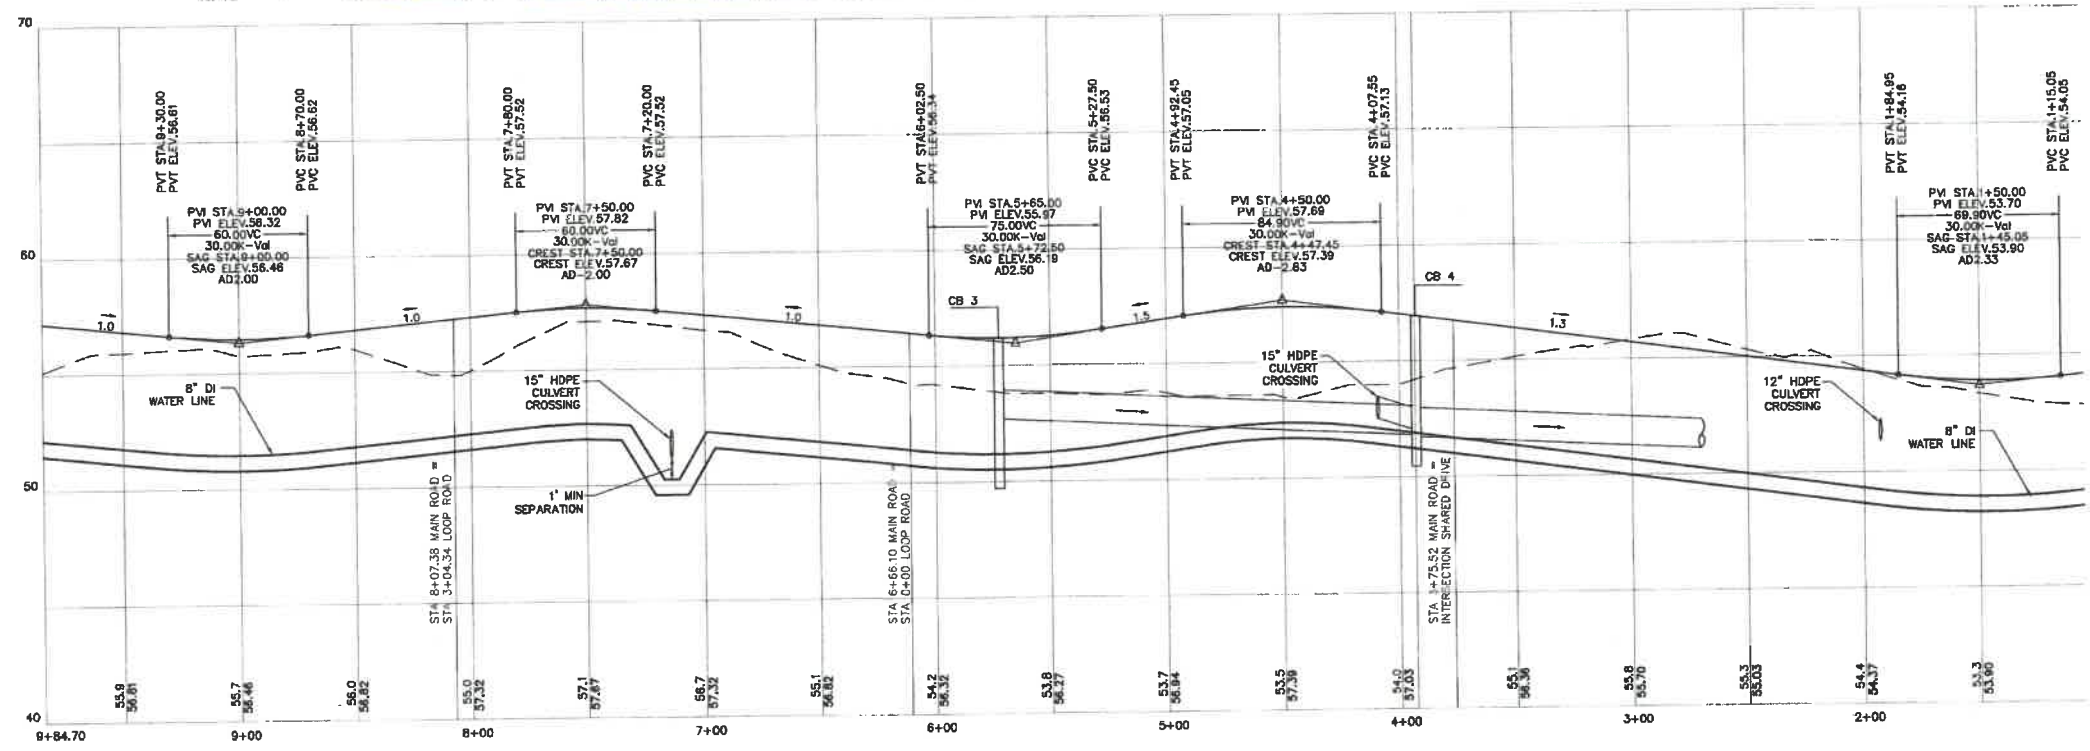 70
60
50
40
PVT STA.9+30.00
PVT ELEV.56.61
PVC STA.8+70.00
PVC ELEV.56.62
PVI STA.9+00.00
PVI ELEV.56.32
60.00VC
30.00K-Val
SAG STA.9+00.00
SAG ELEV.56.46
AD2.00
PVT STA.7+80.00
PVT ELEV.57.52
PVC STA.7+20.00
PVC ELEV.57.52
PVI STA.7+50.00
PVI ELEV.57.82
60.00VC
30.00K-Val
CREST STA.7+50.00
CREST ELEV.57.67
AD-2.00
PVT STA.6+02.50
PVT ELEV.56.34
PVC STA.5+27.50
PVC ELEV.56.53
PVI STA.5+65.00
PVI ELEV.55.97
75.00VC
30.00K-Val
SAG STA.5+72.50
SAG ELEV.56.19
AD2.50
PVT STA.4+92.45
PVT ELEV.57.05
PVC STA.4+07.55
PVC ELEV.57.13
PVI STA.4+50.00
PVI ELEV.57.69
84.90VC
30.00K-Val
CREST STA.4+47.45
CREST ELEV.57.39
AD-2.83
PVT STA.1+84.95
PVT ELEV.54.16
PVC STA.1+15.05
PVC ELEV.54.05
PVI STA.1+50.00
PVI ELEV.53.70
69.90VC
30.00K-Val
SAG STA.1+45.05
SAG ELEV.53.90
AD2.33
1.0
1.0
1.0
1.5
1.3
CB 3
CB 4
8" DI
WATER LINE
15" HDPE
CULVERT
CROSSING
1' MIN
SEPARATION
15" HDPE
CULVERT
CROSSING
12" HDPE
CULVERT
CROSSING
8" DI
WATER LINE
STA 8+07.38 MAIN ROAD =
STA 3+04.34 LOOP ROAD
STA 6+66.10 MAIN ROAD =
STA 0+00 LOOP ROAD
STA 3+75.52 MAIN ROAD =
INTERSECTION SHARED DRIVE
55.9
56.81
55.7
56.46
56.0
56.82
55.0
57.32
57.1
57.67
56.7
57.32
55.1
56.82
54.2
56.32
53.8
56.27
53.7
56.94
53.5
57.39
54.0
57.03
55.1
56.36
55.8
55.70
55.3
55.03
54.4
54.37
53.3
53.90
9+84.70
9+00
8+00
7+00
6+00
5+00
4+00
3+00
2+00